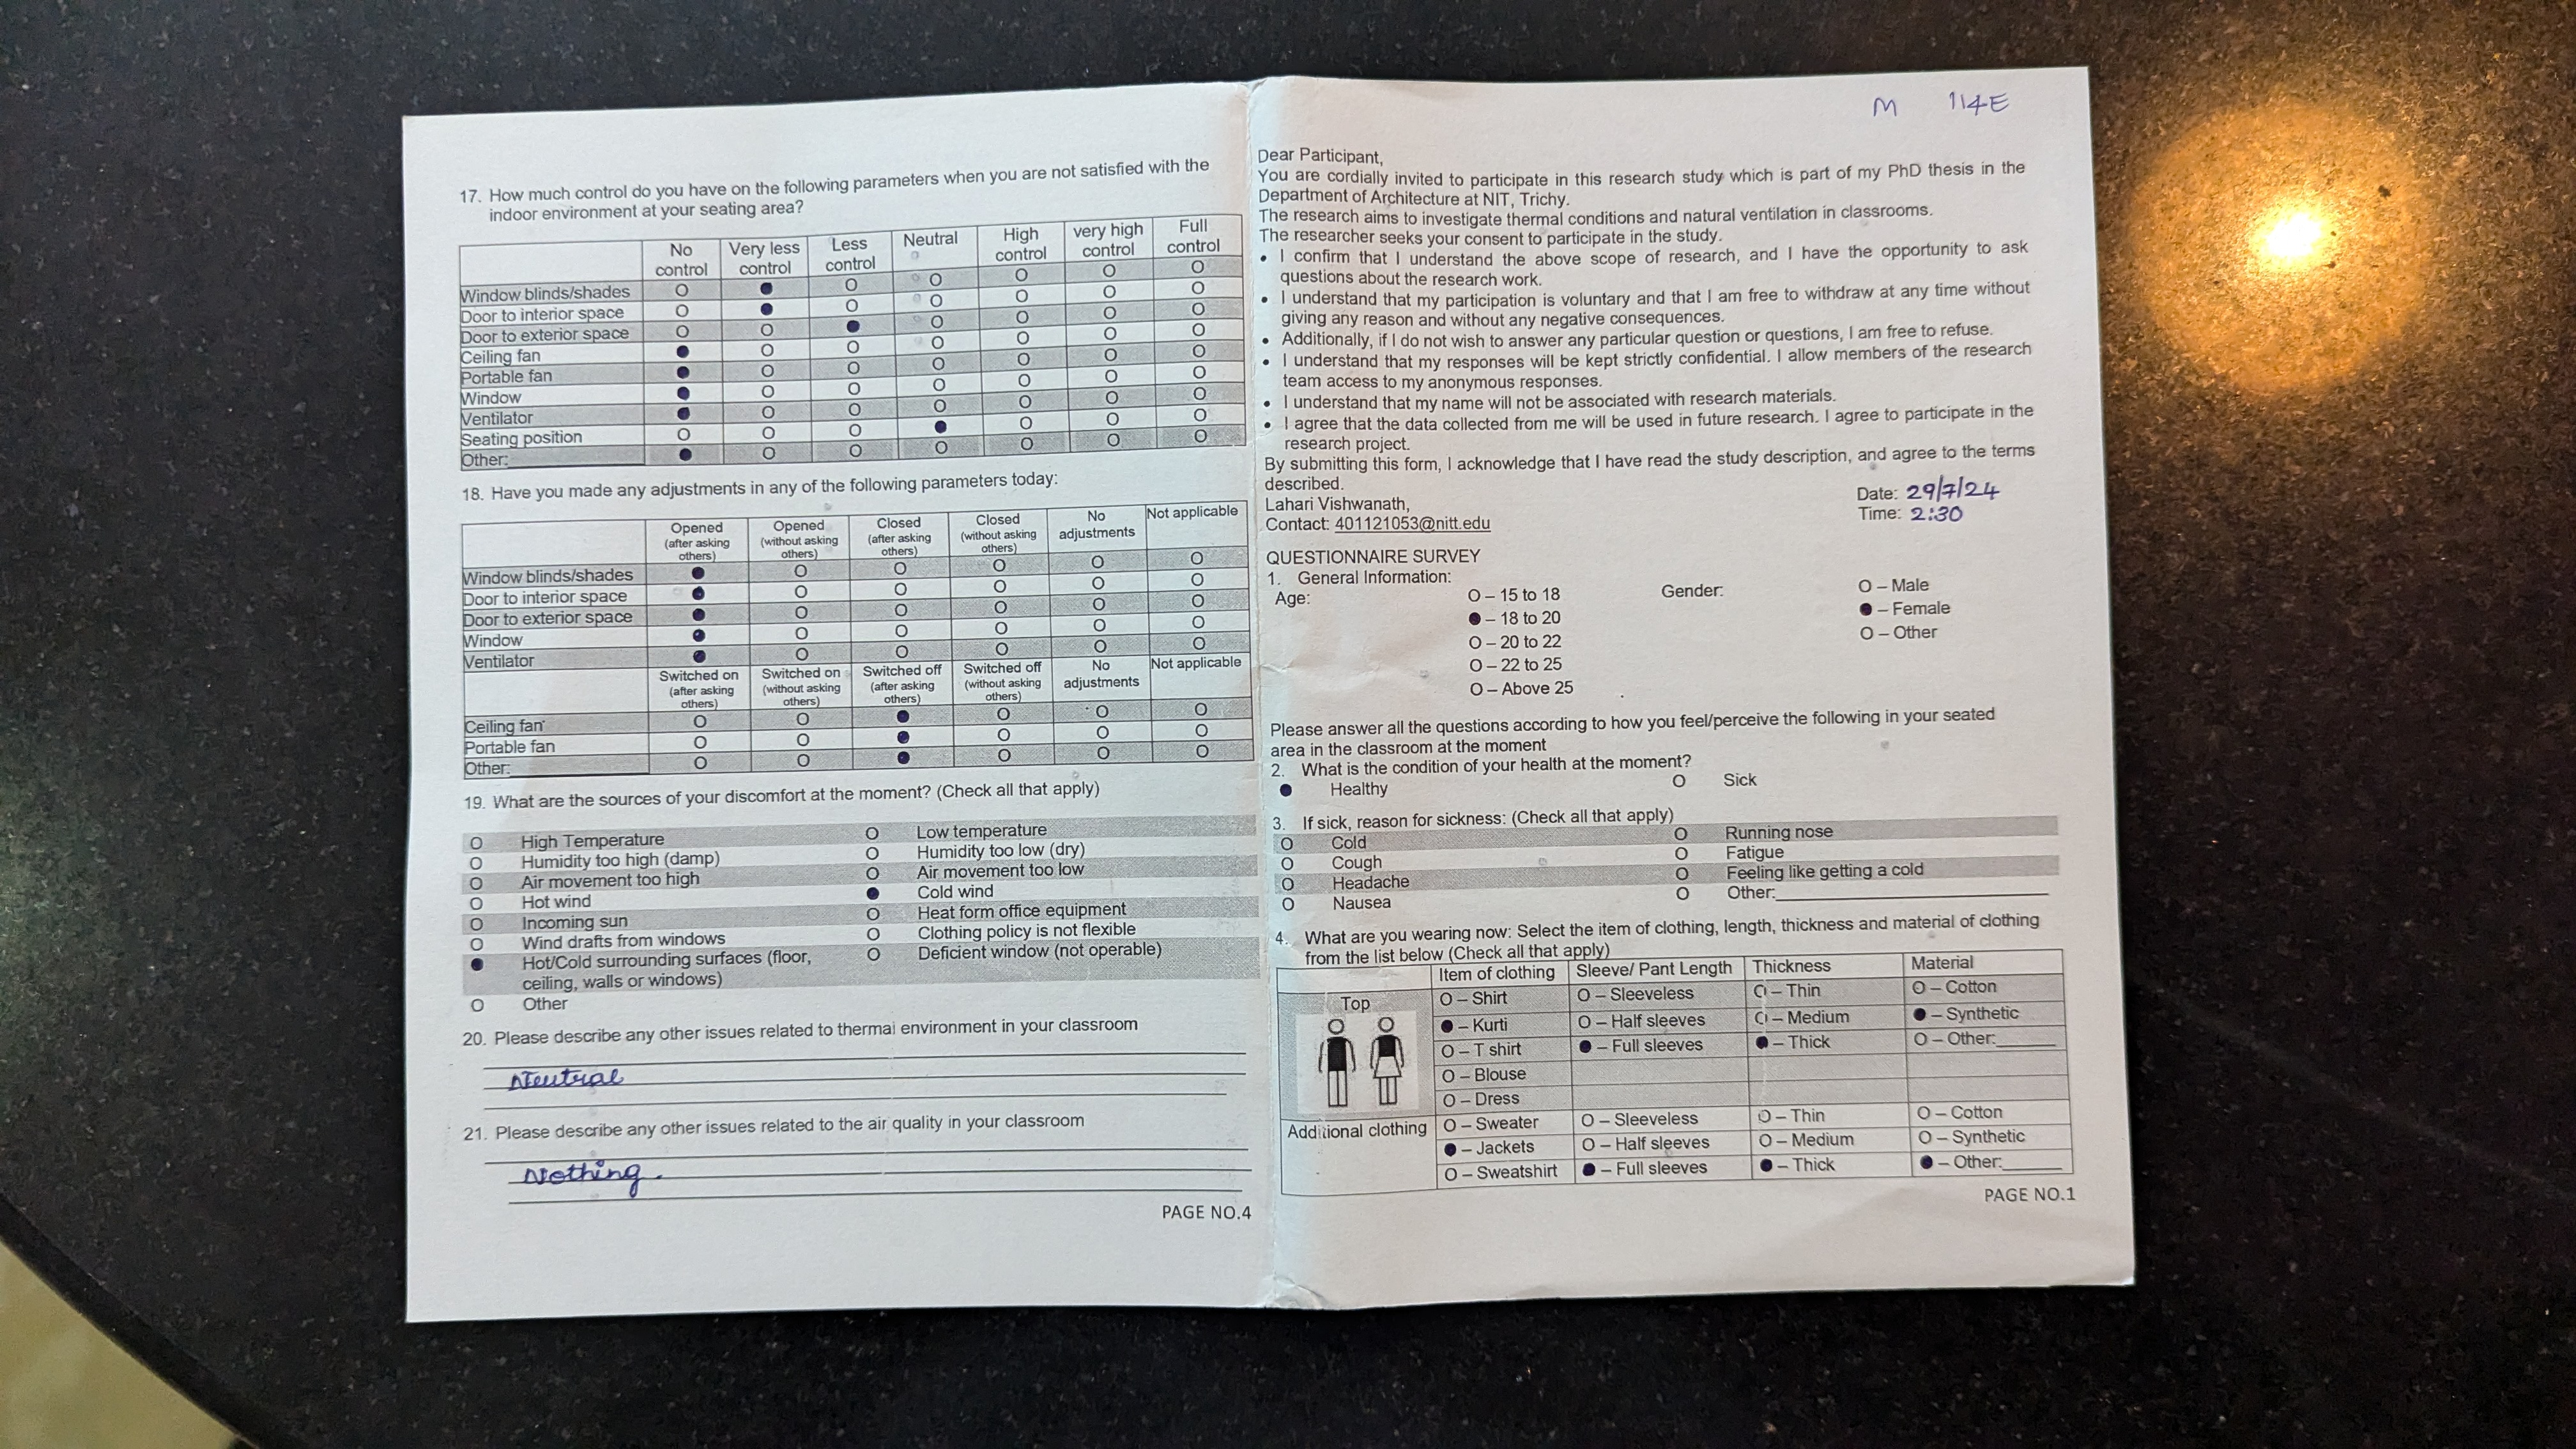 17. How much control do you have on the following parameters when you are not satisfied with the
indoor environment at your seating area?
No control Very less control Less control Neutral High control very high control Full control
Window blinds/shades O ● O O O O O
Door to interior space O ● O O O O O
Door to exterior space O O ● O O O O
Ceiling fan ● O O O O O O
Portable fan ● O O O O O O
Window ● O O O O O O
Ventilator ● O O O O O O
Seating position O O O ● O O O
Other: ● O O O O O O
18. Have you made any adjustments in any of the following parameters today:
Opened (after asking others) Opened (without asking others) Closed (after asking others) Closed (without asking others) No adjustments Not applicable
Window blinds/shades ● O O O O O
Door to interior space ● O O O O O
Door to exterior space ● O O O O O
Window ● O O O O O
Ventilator ● O O O O O
Switched on (after asking others) Switched on (without asking others) Switched off (after asking others) Switched off (without asking others) No adjustments Not applicable
Ceiling fan O O ● O O O
Portable fan O O ● O O O
Other: O O ● O O O
19. What are the sources of your discomfort at the moment? (Check all that apply)
O High Temperature O Low temperature
O Humidity too high (damp) O Humidity too low (dry)
O Air movement too high O Air movement too low
O Hot wind ● Cold wind
O Incoming sun O Heat form office equipment
O Wind drafts from windows O Clothing policy is not flexible
● Hot/Cold surrounding surfaces (floor, O Deficient window (not operable)
ceiling, walls or windows)
O Other
20. Please describe any other issues related to thermal environment in your classroom
Neutral
21. Please describe any other issues related to the air quality in your classroom
Nothing.
PAGE NO.4
M 114E
Dear Participant,
You are cordially invited to participate in this research study which is part of my PhD thesis in the
Department of Architecture at NIT, Trichy.
The research aims to investigate thermal conditions and natural ventilation in classrooms.
The researcher seeks your consent to participate in the study.
• I confirm that I understand the above scope of research, and I have the opportunity to ask
questions about the research work.
• I understand that my participation is voluntary and that I am free to withdraw at any time without
giving any reason and without any negative consequences.
• Additionally, if I do not wish to answer any particular question or questions, I am free to refuse.
• I understand that my responses will be kept strictly confidential. I allow members of the research
team access to my anonymous responses.
• I understand that my name will not be associated with research materials.
• I agree that the data collected from me will be used in future research. I agree to participate in the
research project.
By submitting this form, I acknowledge that I have read the study description, and agree to the terms
described.
Lahari Vishwanath,
Contact: 401121053@nitt.edu
Date: 29/7/24
Time: 2:30
QUESTIONNAIRE SURVEY
1. General Information:
Age: O – 15 to 18 Gender: O – Male
● – 18 to 20 ● – Female
O – 20 to 22 O – Other
O – 22 to 25
O – Above 25
Please answer all the questions according to how you feel/perceive the following in your seated
area in the classroom at the moment
2. What is the condition of your health at the moment?
● Healthy O Sick
3. If sick, reason for sickness: (Check all that apply)
O Cold O Running nose
O Cough O Fatigue
O Headache O Feeling like getting a cold
O Nausea O Other:
4. What are you wearing now: Select the item of clothing, length, thickness and material of clothing
from the list below (Check all that apply)
Item of clothing Sleeve/ Pant Length Thickness Material
Top O – Shirt O – Sleeveless O – Thin O – Cotton
● – Kurti O – Half sleeves O – Medium ● – Synthetic
O – T shirt ● – Full sleeves ● – Thick O – Other:
O – Blouse
O – Dress
Additional clothing O – Sweater O – Sleeveless O – Thin O – Cotton
● – Jackets O – Half sleeves O – Medium O – Synthetic
O – Sweatshirt ● – Full sleeves ● – Thick ● – Other:
PAGE NO.1